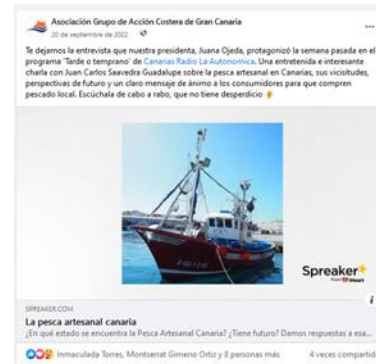 Asociación Grupo de Acción Costera de Gran Canaria
20 de septiembre de 2022
Te dejamos la entrevista que nuestra presidenta, Juana Ojeda, protagonizó la semana pasada en el
programa 'Tarde o temprano' de Canarias Radio La Autonomica. Una entretenida e interesante
charla con Juan Carlos Saavedra Guadalupe sobre la pesca artesanal en Canarias, sus vicisitudes,
perspectivas de futuro y un claro mensaje de ánimo a los consumidores para que compren
pescado local. Escúchala de cabo a rabo, que no tiene desperdicio
Spreaker
SPREAKER.COM
La pesca artesanal canaria
¿En qué estado se encuentra la Pesca Artesanal Canaria? ¿Tiene futuro? Damos respuestas a esa...
Inmaculada Torres, Montserrat Gimeno Ortiz y 8 personas más
4 veces compartido